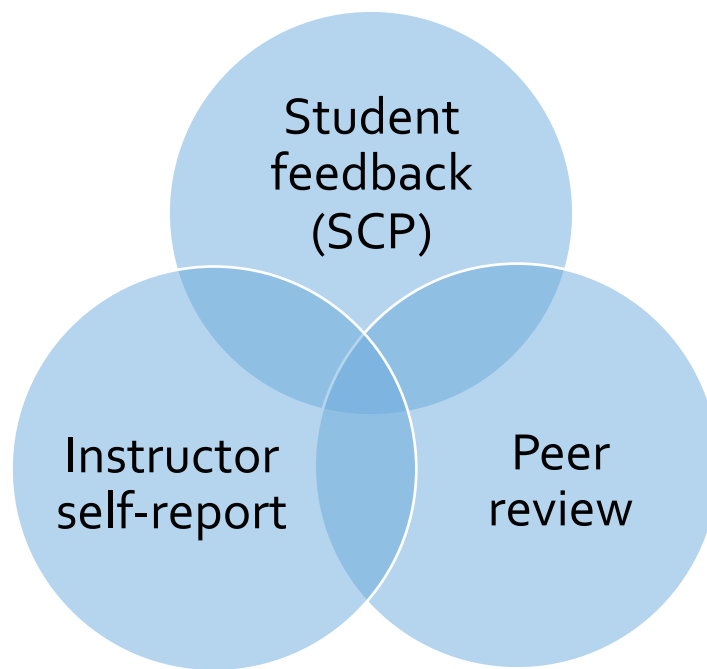 Student
feedback
(SCP)
Instructor
self-report
Peer
review